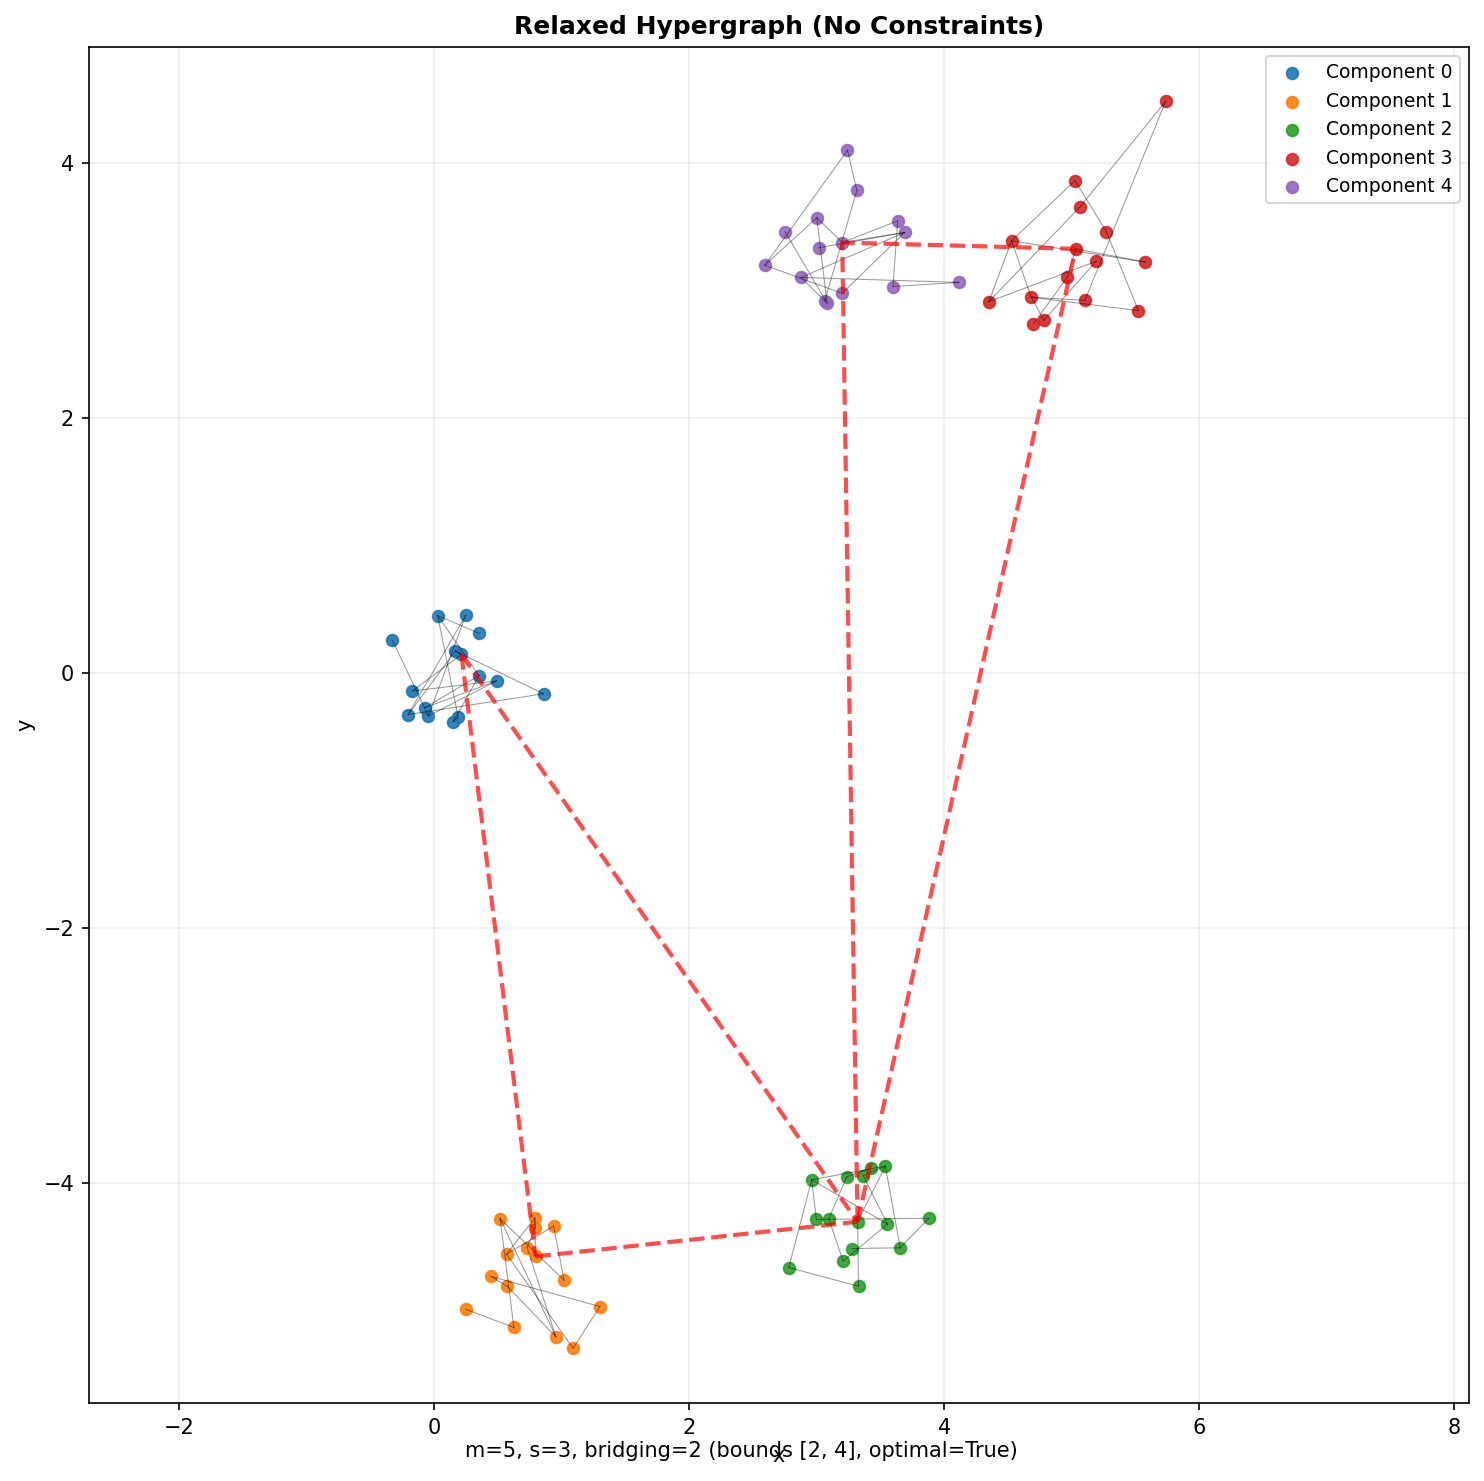 Relaxed Hypergraph (No Constraints)
Component 0
Component 1
Component 2
Component 3
Component 4
4
2
0
−2
−4
y
−2
0
2
4
6
8
x
m=5, s=3, bridging=2 (bounds [2, 4], optimal=True)